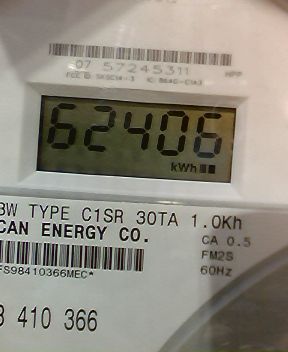 07 57245311
HPP
62406
kWh
3W TYPE C1SR 30TA 1.0Kh
CAN ENERGY CO.
CA 0.5
FM2S
60Hz
FS98410366MEC*
3 410 366